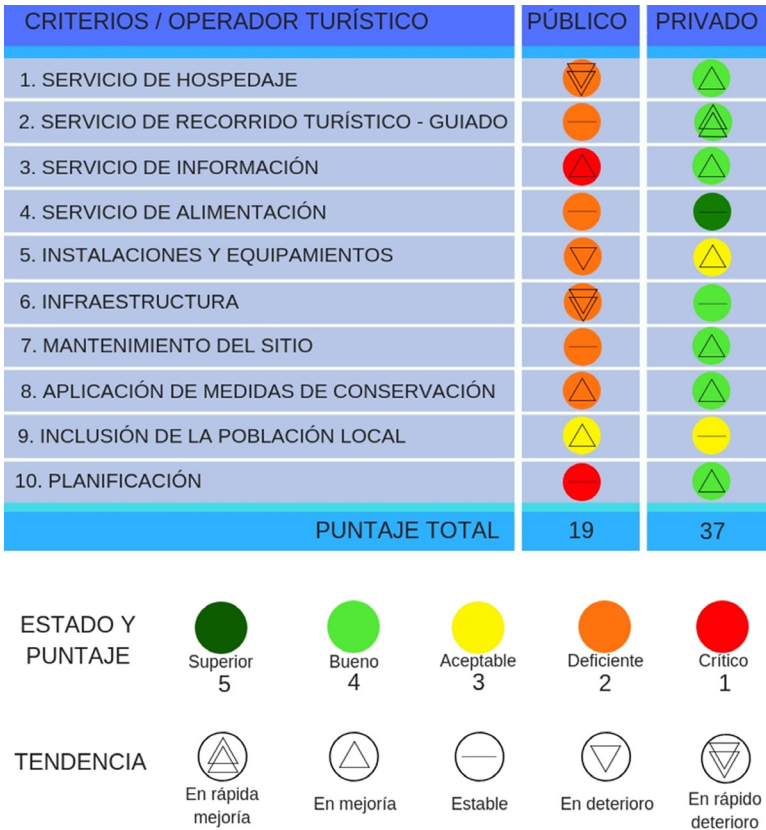 CRITERIOS / OPERADOR TURÍSTICO PÚBLICO PRIVADO
1. SERVICIO DE HOSPEDAJE
2. SERVICIO DE RECORRIDO TURÍSTICO - GUIADO
3. SERVICIO DE INFORMACIÓN
4. SERVICIO DE ALIMENTACIÓN
5. INSTALACIONES Y EQUIPAMIENTOS
6. INFRAESTRUCTURA
7. MANTENIMIENTO DEL SITIO
8. APLICACIÓN DE MEDIDAS DE CONSERVACIÓN
9. INCLUSIÓN DE LA POBLACIÓN LOCAL
10. PLANIFICACIÓN
PUNTAJE TOTAL 19 37
ESTADO Y
PUNTAJE
Superior Bueno Aceptable Deficiente Crítico
5 4 3 2 1
TENDENCIA
En rápida
mejoría
En mejoría
Estable
En deterioro
En rápido
deterioro